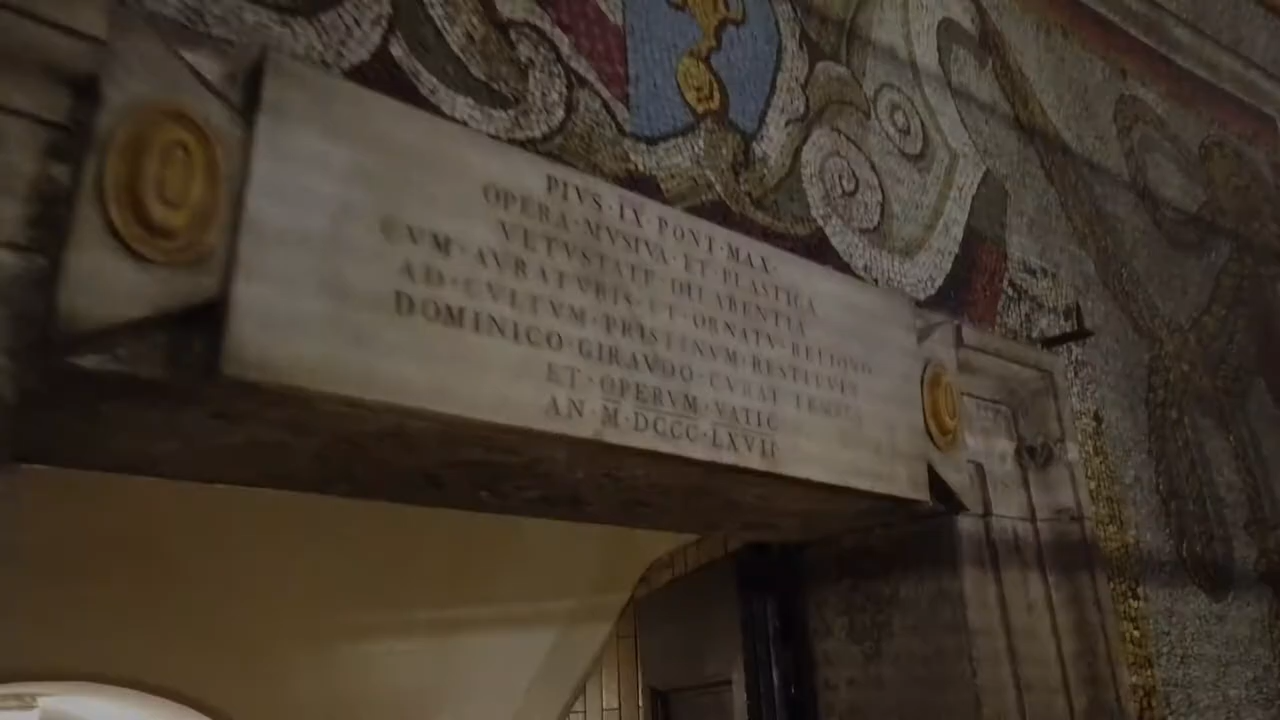 PIVS·IX·PONT·MAX·
OPERA·MVSIVA·ET·PLASTICA
VETVSTATE·DILABENTIA
CVM·AVRATVRIS·ET·ORNATV·RELIQVO
AD·CVLTVM·PRISTINVM·RESTITVIT
DOMINICO·GIRAVDO·CVRAT
ET·OPERVM·VATIC
AN·M·DCCC·LXVII